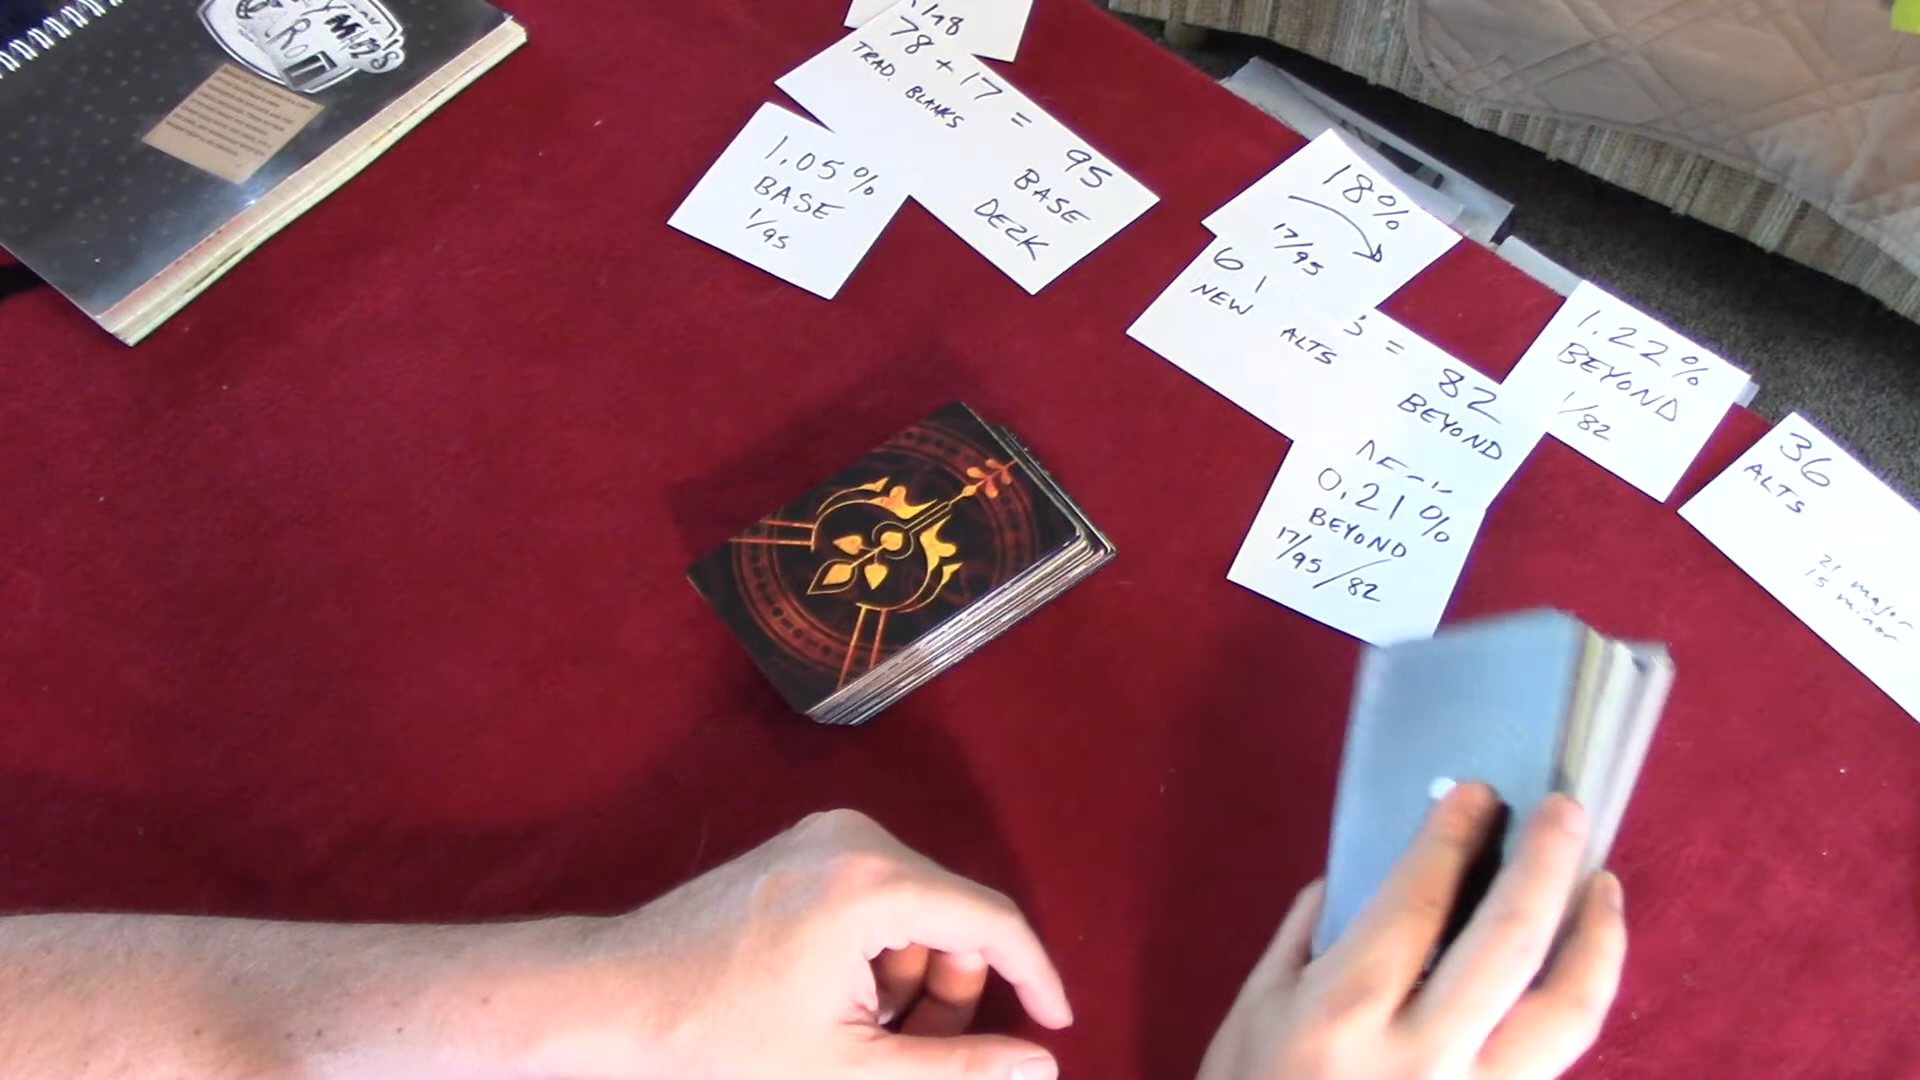 78 + 17 =
TRAD. BLANKS
95
BASE
DECK
1.05%
BASE
1/95
18%
17/95
61
NEW
ALTS
=
82
BEYOND
1.22%
BEYOND
1/82
0.21%
BEYOND
17/95/82
36
ALTS
21 major
15 minor